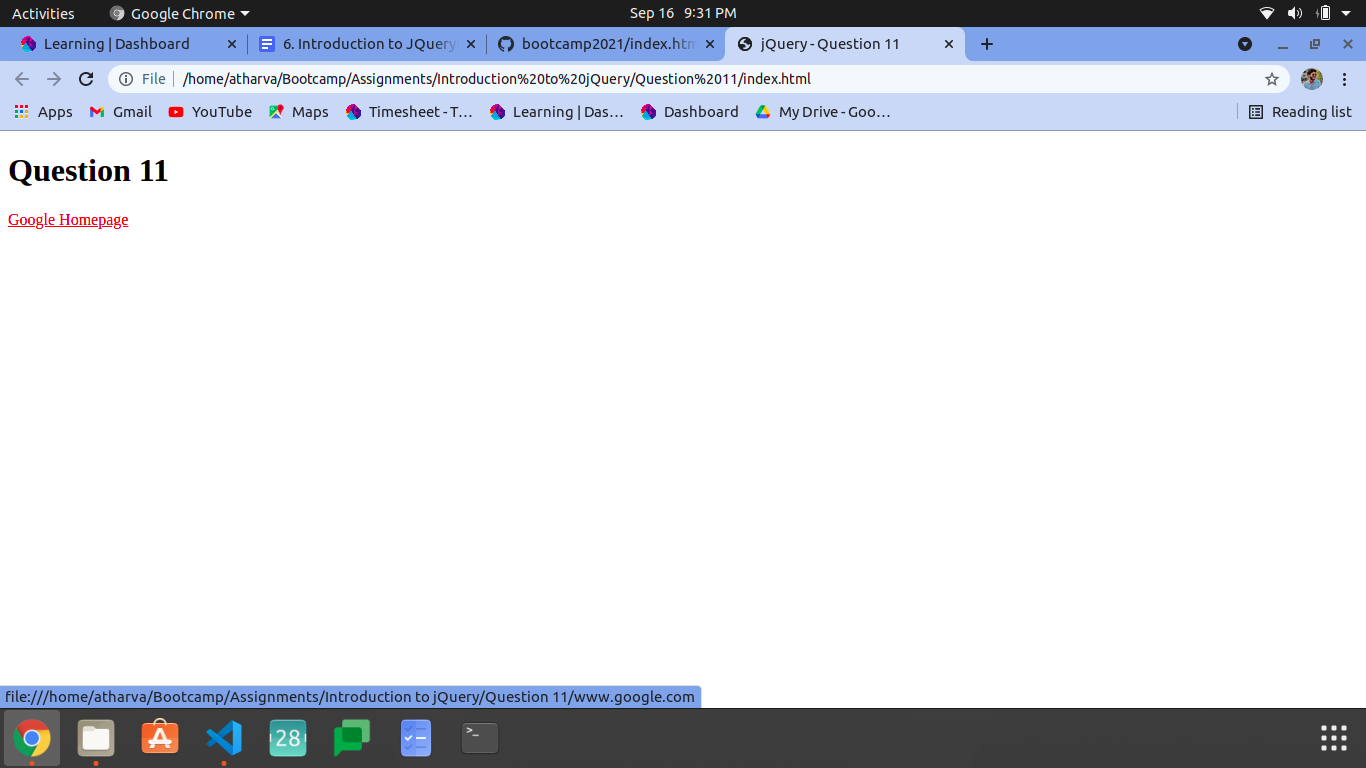 Activities Google Chrome Sep 16 9:31 PM
Learning | Dashboard 6. Introduction to JQuery bootcamp2021/index.htm jQuery - Question 11
File /home/atharva/Bootcamp/Assignments/Introduction%20to%20jQuery/Question%2011/index.html
Apps Gmail YouTube Maps Timesheet - T... Learning | Das... Dashboard My Drive - Goo... Reading list
Question 11
Google Homepage
file:///home/atharva/Bootcamp/Assignments/Introduction to jQuery/Question 11/www.google.com
28 >_